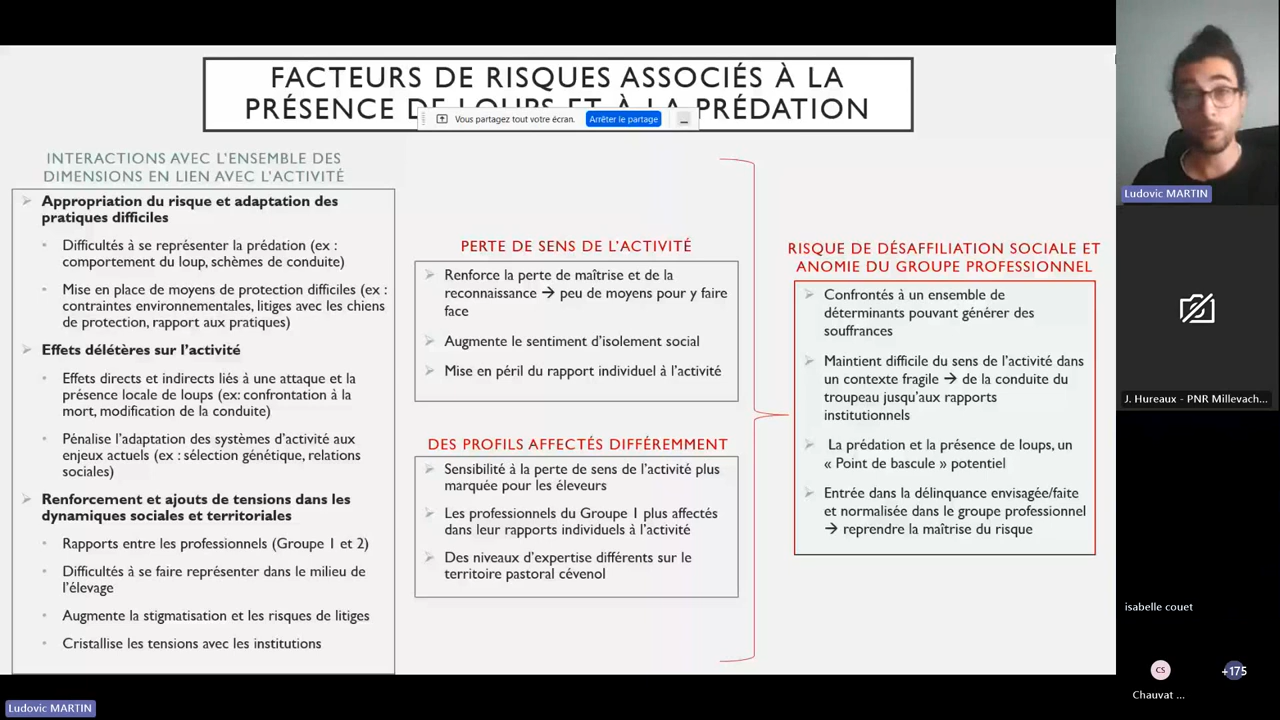 FACTEURS DE RISQUES ASSOCIÉS À LA
PRÉSENCE DE LOUPS ET À LA PRÉDATION
Vous partagez tout votre écran.
Arrêter le partage
INTERACTIONS AVEC L'ENSEMBLE DES
DIMENSIONS EN LIEN AVEC L'ACTIVITÉ
Appropriation du risque et adaptation des
pratiques difficiles
Difficultés à se représenter la prédation (ex :
comportement du loup, schèmes de conduite)
Mise en place de moyens de protection difficiles (ex :
contraintes environnementales, litiges avec les chiens
de protection, rapport aux pratiques)
Effets délétères sur l'activité
Effets directs et indirects liés à une attaque et la
présence locale de loups (ex: confrontation à la
mort, modification de la conduite)
Pénalise l'adaptation des systèmes d'activité aux
enjeux actuels (ex : sélection génétique, relations
sociales)
Renforcement et ajouts de tensions dans les
dynamiques sociales et territoriales
Rapports entre les professionnels (Groupe 1 et 2)
Difficultés à se faire représenter dans le milieu de
l'élevage
Augmente la stigmatisation et les risques de litiges
Cristallise les tensions avec les institutions
PERTE DE SENS DE L'ACTIVITÉ
Renforce la perte de maîtrise et de la
reconnaissance → peu de moyens pour y faire
face
Augmente le sentiment d'isolement social
Mise en péril du rapport individuel à l'activité
DES PROFILS AFFECTÉS DIFFÉREMMENT
Sensibilité à la perte de sens de l'activité plus
marquée pour les éleveurs
Les professionnels du Groupe 1 plus affectés
dans leur rapports individuels à l'activité
Des niveaux d'expertise différents sur le
territoire pastoral cévenol
RISQUE DE DÉSAFFILIATION SOCIALE ET
ANOMIE DU GROUPE PROFESSIONNEL
Confrontés à un ensemble de
déterminants pouvant générer des
souffrances
Maintient difficile du sens de l'activité dans
un contexte fragile → de la conduite du
troupeau jusqu'aux rapports
institutionnels
La prédation et la présence de loups, un
« Point de bascule » potentiel
Entrée dans la délinquance envisagée/faite
et normalisée dans le groupe professionnel
→ reprendre la maîtrise du risque
Ludovic MARTIN
J. Hureaux - PNR Millevach...
isabelle couet
CS
Chauvat ...
+175
Ludovic MARTIN